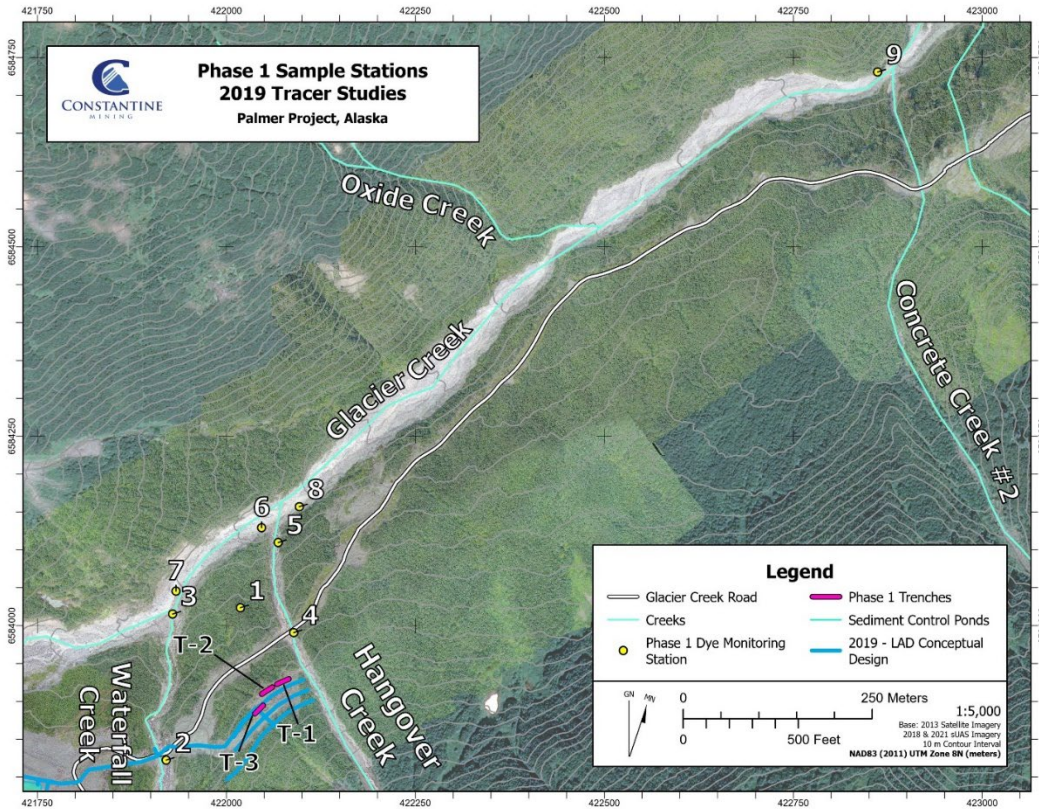 421750 422000 422250 422500 422750 423000
CONSTANTINE
MINING
Phase 1 Sample Stations
2019 Tracer Studies
Palmer Project, Alaska
6584750
6584500
6584250
6584000
9
Oxide Creek
Glacier Creek
Concrete Creek #2
8
6
5
7
3
1
4
T-2
Hangover
Creek
Waterfall
Creek
T-1
2
T-3
Legend
Glacier Creek Road
Creeks
Phase 1 Dye Monitoring
Station
Phase 1 Trenches
Sediment Control Ponds
2019 - LAD Conceptual
Design
GN MN
0 250 Meters
0 500 Feet
1:5,000
Base: 2013 Satellite Imagery
2018 & 2021 sUAS Imagery
10 m Contour Interval
NAD83 (2011) UTM Zone 8N (meters)
421750 422000 422250 422500 422750 423000